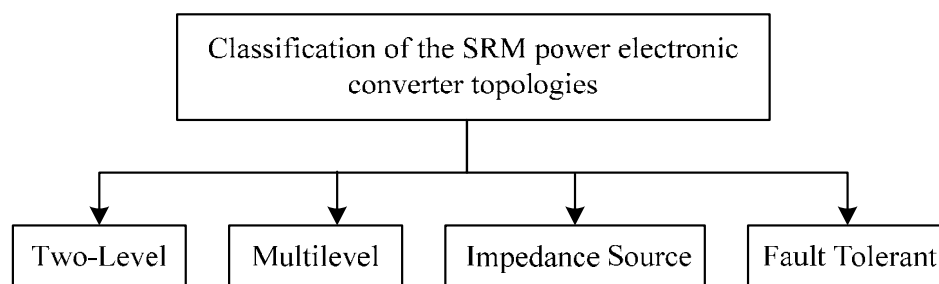 Classification of the SRM power electronic
converter topologies
Two-Level
Multilevel
Impedance Source
Fault Tolerant